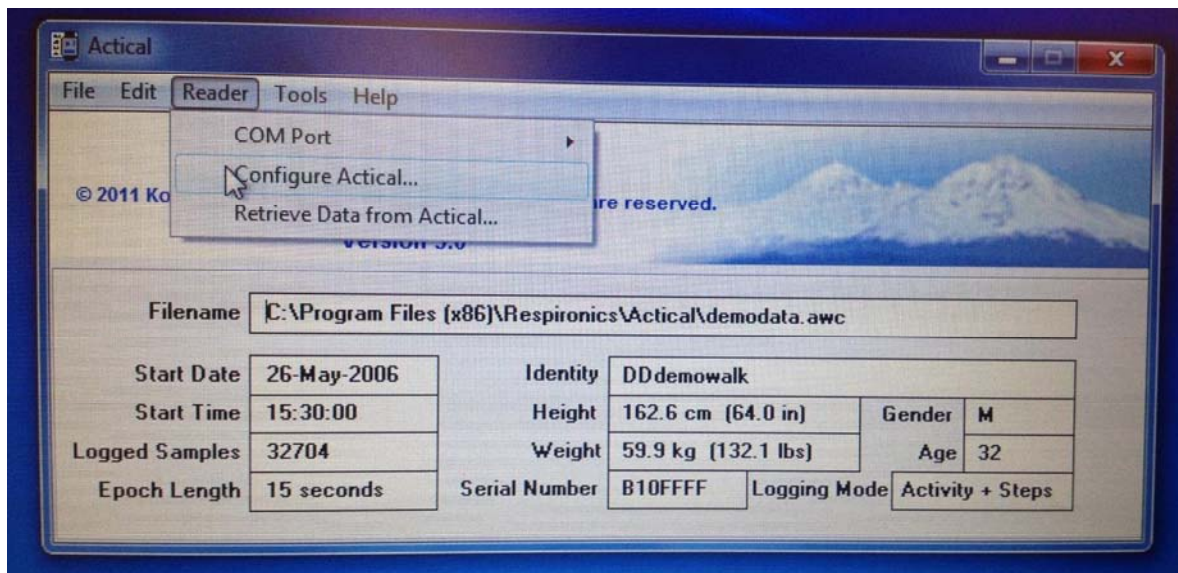 Actical
File Edit Reader Tools Help
COM Port
Configure Actical...
Retrieve Data from Actical...
© 2011 Ko
re reserved.
Filename C:\Program Files (x86)\Respironics\Actical\demodata.awc
Start Date 26-May-2006 Identity DDdemowalk
Start Time 15:30:00 Height 162.6 cm (64.0 in) Gender M
Logged Samples 32704 Weight 59.9 kg (132.1 lbs) Age 32
Epoch Length 15 seconds Serial Number B10FFFF Logging Mode Activity + Steps